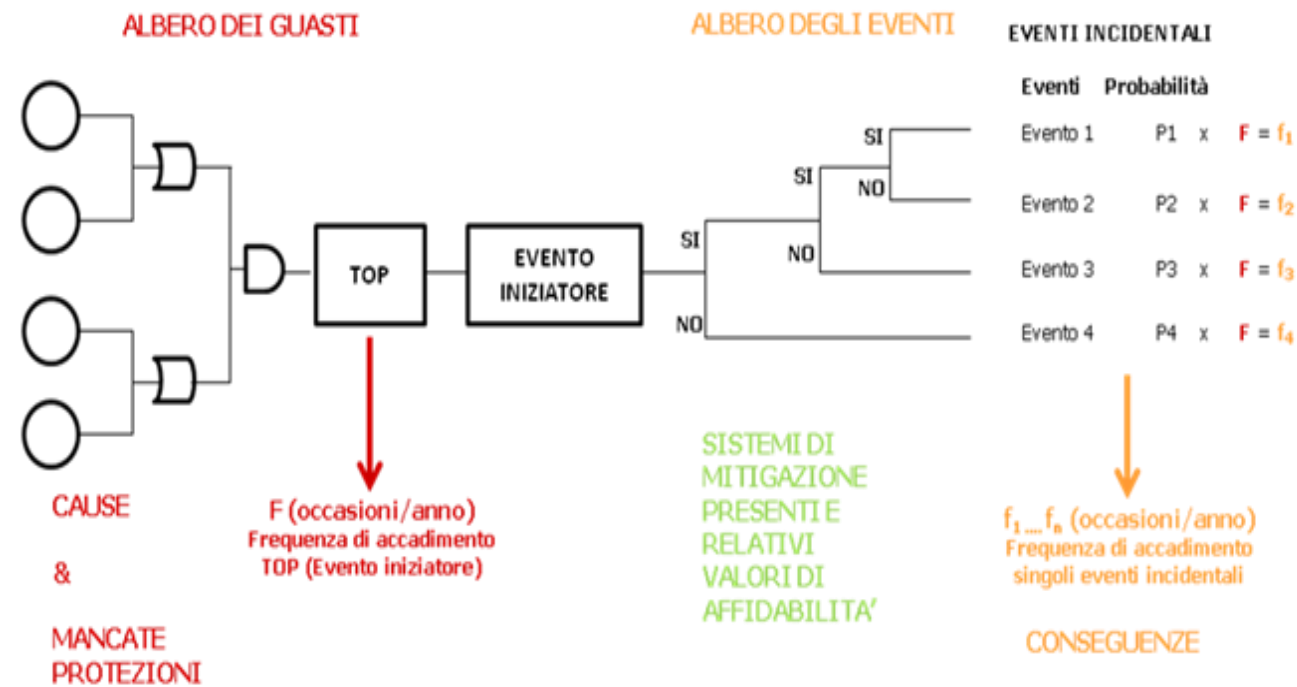 ALBERO DEI GUASTI
ALBERO DEGLI EVENTI
EVENTI INCIDENTALI
Eventi Probabilità
SI
Evento 1 P1 x F = f1
SI
NO
Evento 2 P2 x F = f2
SI
NO
Evento 3 P3 x F = f3
NO
Evento 4 P4 x F = f4
TOP
EVENTO
INIZIATORE
CAUSE
&
MANCATE
PROTEZIONI
F (occasioni/anno)
Frequenza di accadimento
TOP (Evento iniziatore)
SISTEMI DI
MITIGAZIONE
PRESENTI E
RELATIVI
VALORI DI
AFFIDABILITA'
f1....fn (occasioni/anno)
Frequenza di accadimento
singoli eventi incidentali
CONSEGUENZE